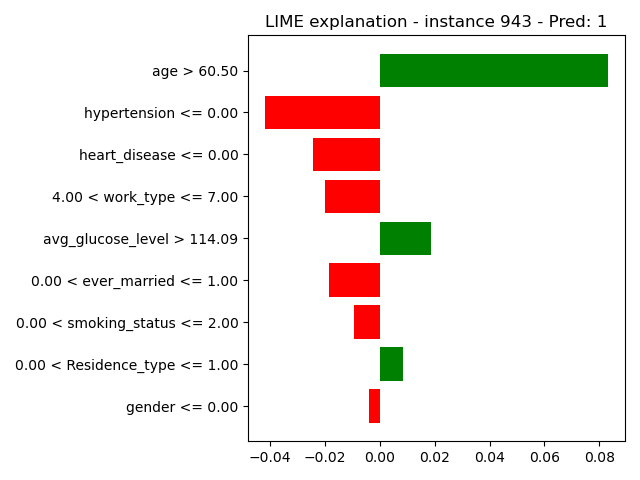 LIME explanation - instance 943 - Pred: 1
age > 60.50
hypertension <= 0.00
heart_disease <= 0.00
4.00 < work_type <= 7.00
avg_glucose_level > 114.09
0.00 < ever_married <= 1.00
0.00 < smoking_status <= 2.00
0.00 < Residence_type <= 1.00
gender <= 0.00
−0.04 −0.02 0.00 0.02 0.04 0.06 0.08